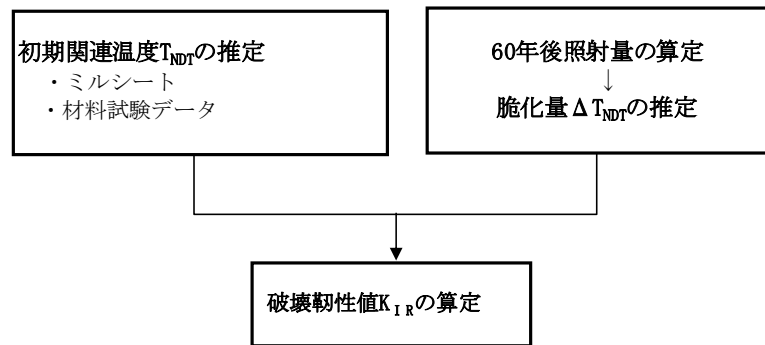 初期関連温度T_NDTの推定
・ミルシート
・材料試験データ
60年後照射量の算定
↓
脆化量ΔT_NDTの推定
破壊靭性値K_IRの算定